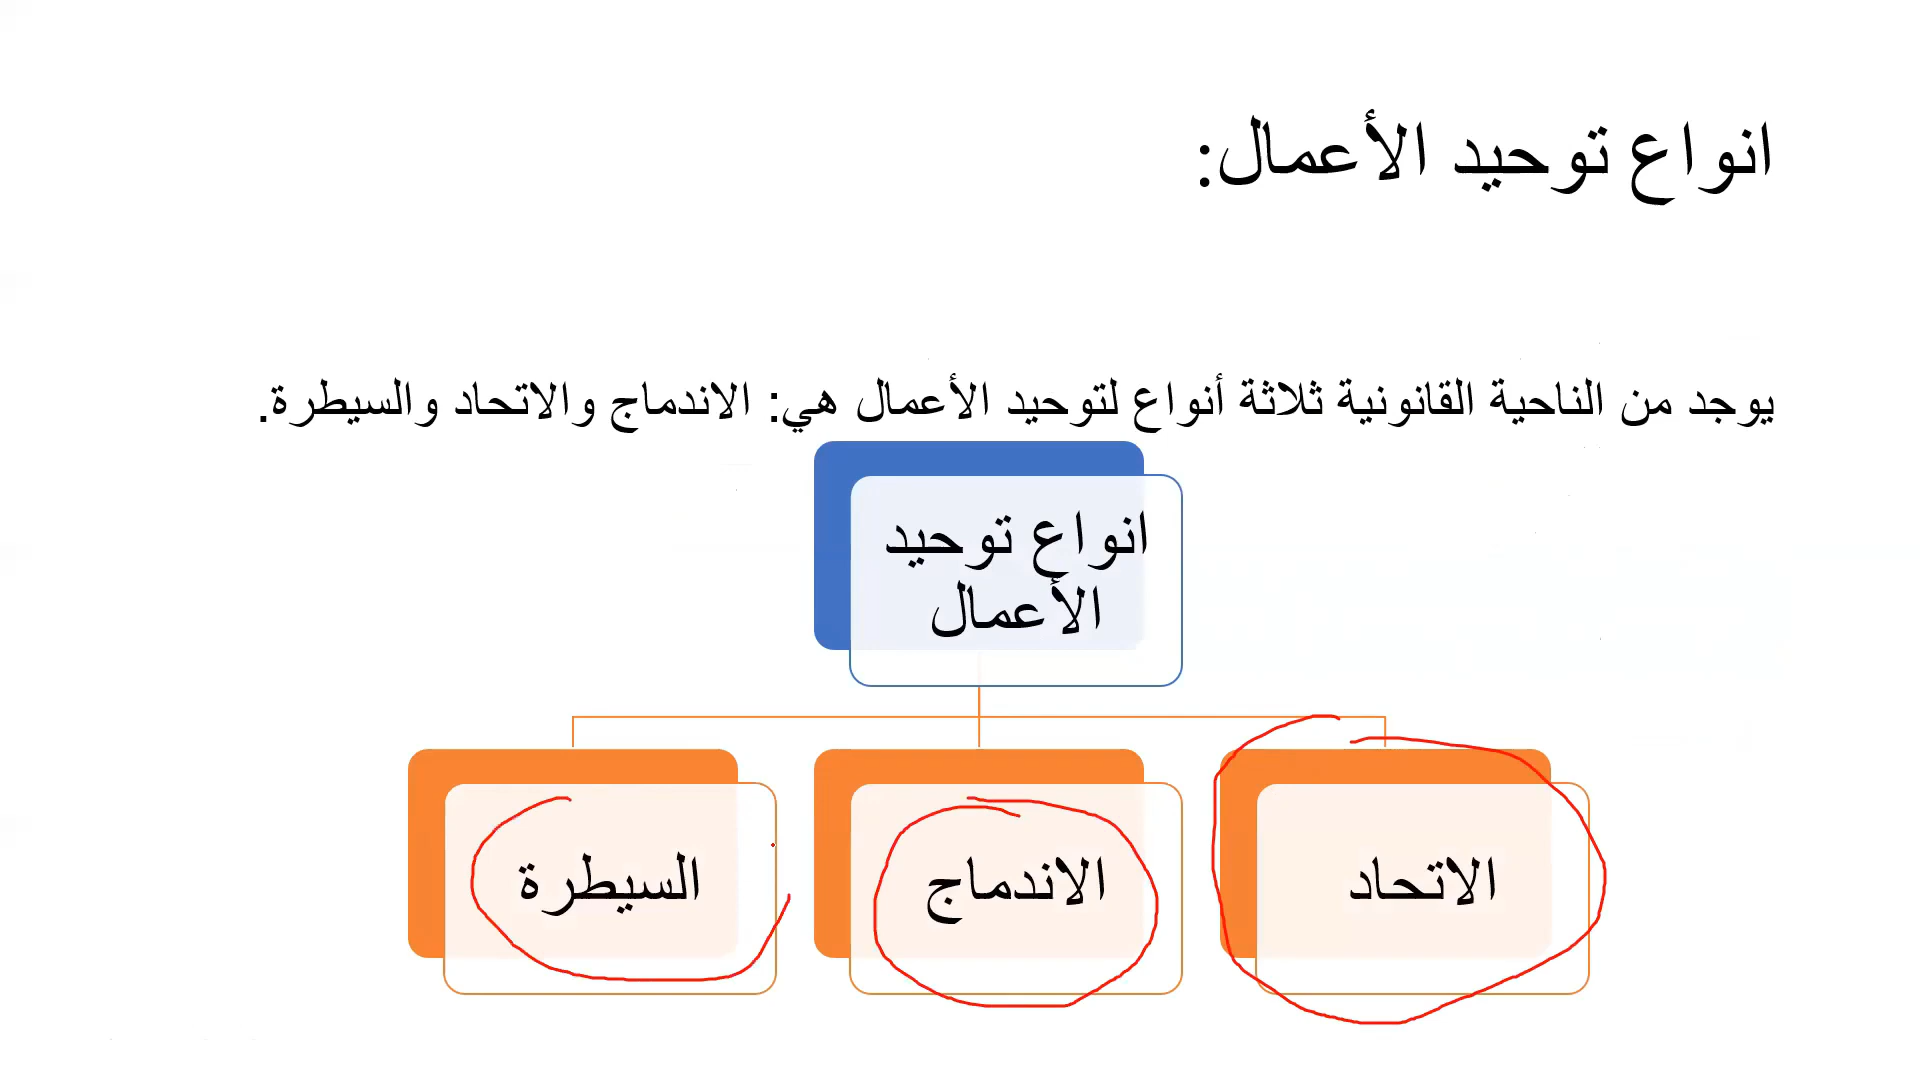 انواع توحيد الأعمال:
يوجد من الناحية القانونية ثلاثة أنواع لتوحيد الأعمال هي: الاندماج والاتحاد والسيطرة.
انواع توحيد
الأعمال
الاتحاد
الاندماج
السيطرة